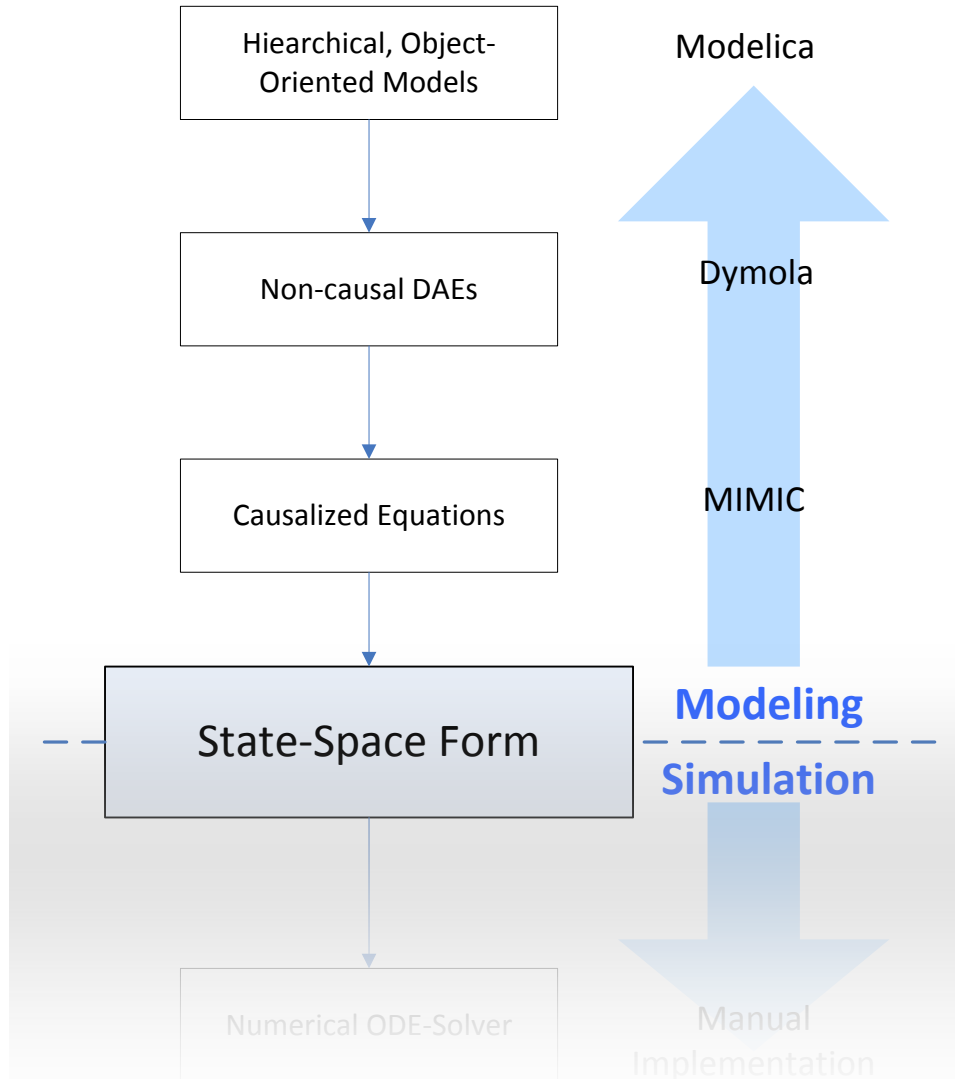 Hiearchical, Object-
Oriented Models
Modelica
Non-causal DAEs
Dymola
Causalized Equations
MIMIC
State-Space Form
Modeling
Simulation
Numerical ODE-Solver
Manual
Implementation